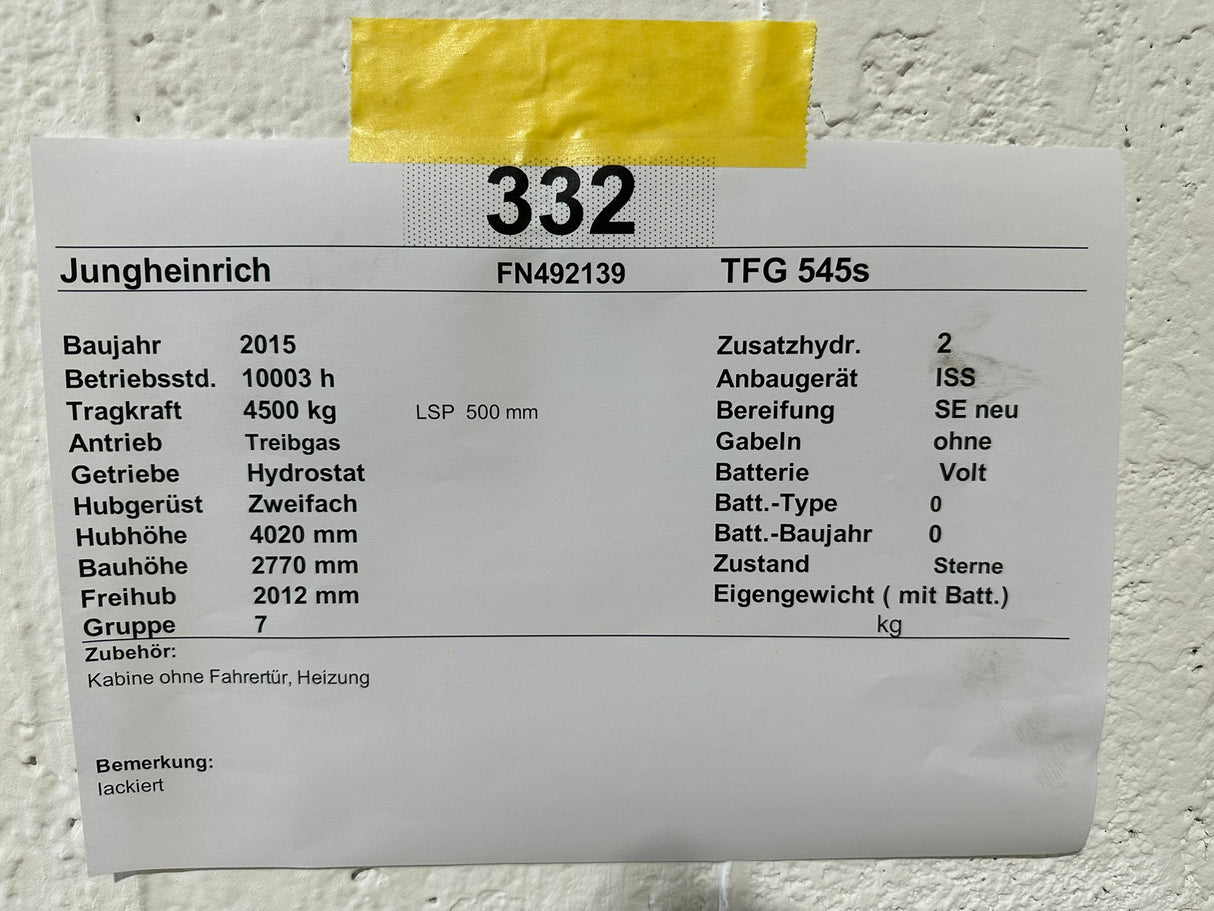 332
Jungheinrich FN492139 TFG 545s
Baujahr 2015 Zusatzhydr. 2
Betriebsstd. 10003 h Anbaugerät ISS
Tragkraft 4500 kg LSP 500 mm Bereifung SE neu
Antrieb Treibgas Gabeln ohne
Getriebe Hydrostat Batterie Volt
Hubgerüst Zweifach Batt.-Type 0
Hubhöhe 4020 mm Batt.-Baujahr 0
Bauhöhe 2770 mm Zustand Sterne
Freihub 2012 mm Eigengewicht ( mit Batt.)
Gruppe 7 kg
Zubehör:
Kabine ohne Fahrertür, Heizung
Bemerkung:
lackiert